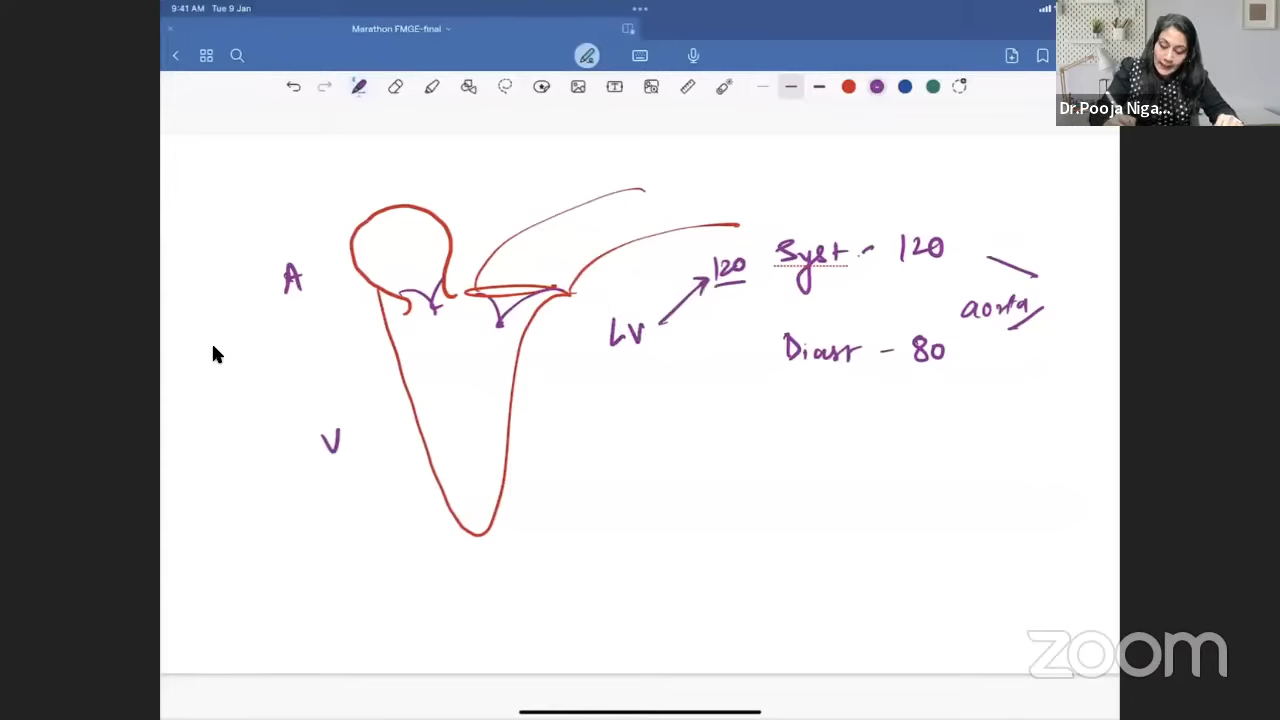 9:41 AM Tue 9 Jan
Marathon FMGE-final
Dr.Pooja Niga...
A
V
LV
120
Syst - 120
aorta
Diast - 80
zoom